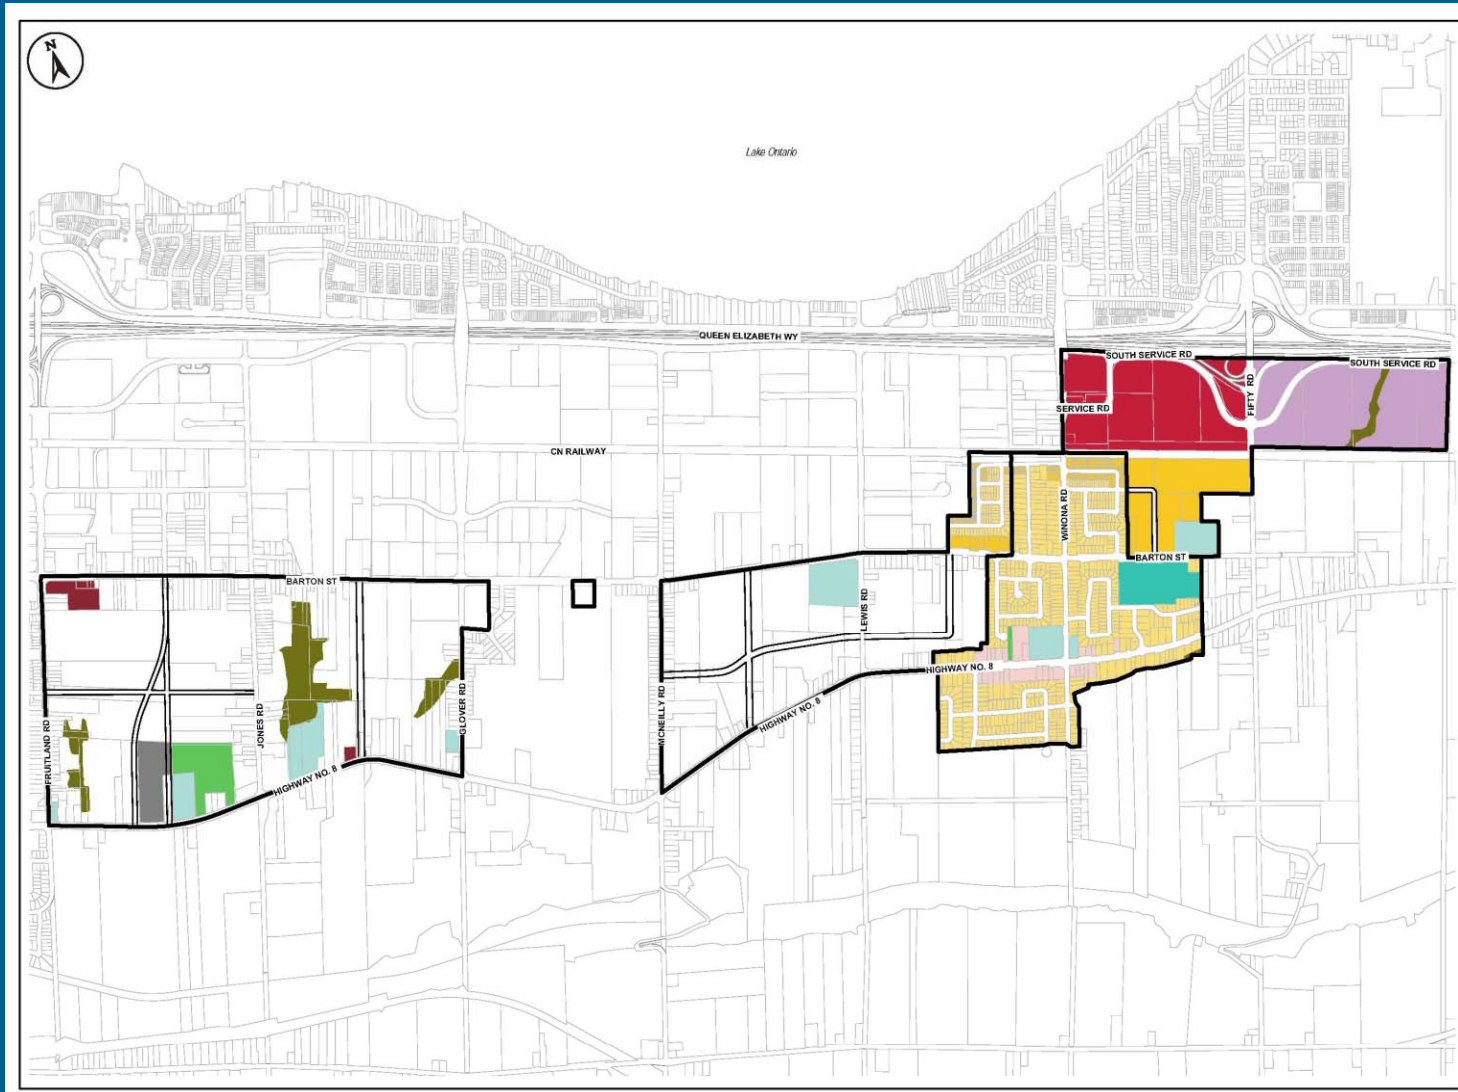 N
Lake Ontario
QUEEN ELIZABETH WY
SOUTH SERVICE RD
SOUTH SERVICE RD
SERVICE RD
FIFTY RD
CN RAILWAY
WINONA RD
BARTON ST
BARTON ST
LEWIS RD
HIGHWAY NO. 8
FRUITLAND RD
JONES RD
GLOVER RD
MCNEILLY RD
HIGHWAY NO. 8
HIGHWAY NO. 8